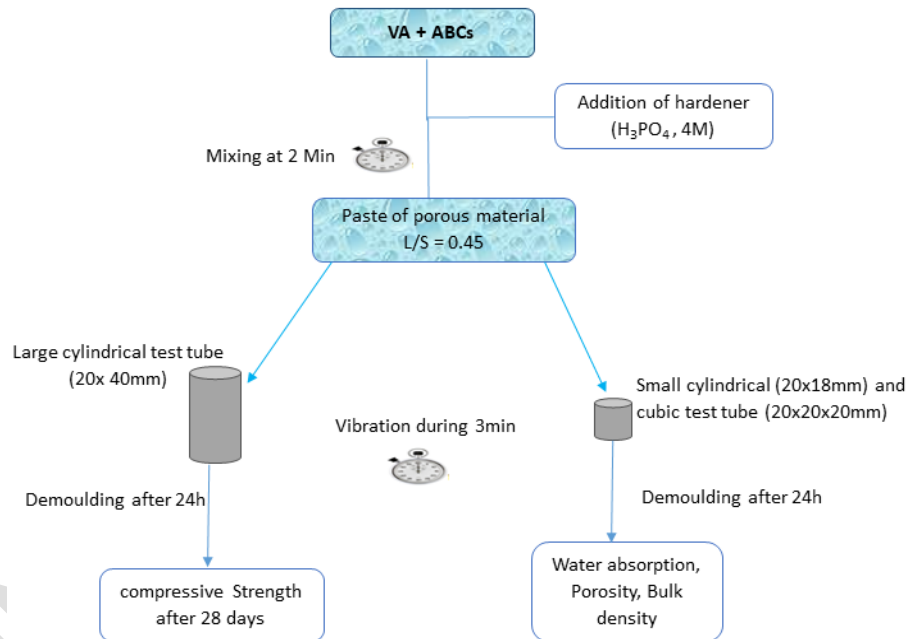 VA + ABCs
Addition of hardener
(H₃PO₄ , 4M)
Mixing at 2 Min
Paste of porous material
L/S = 0.45
Large cylindrical test tube
(20x 40mm)
Small cylindrical (20x18mm) and
cubic test tube (20x20x20mm)
Vibration during 3min
Demoulding after 24h
Demoulding after 24h
compressive Strength
after 28 days
Water absorption,
Porosity, Bulk
density